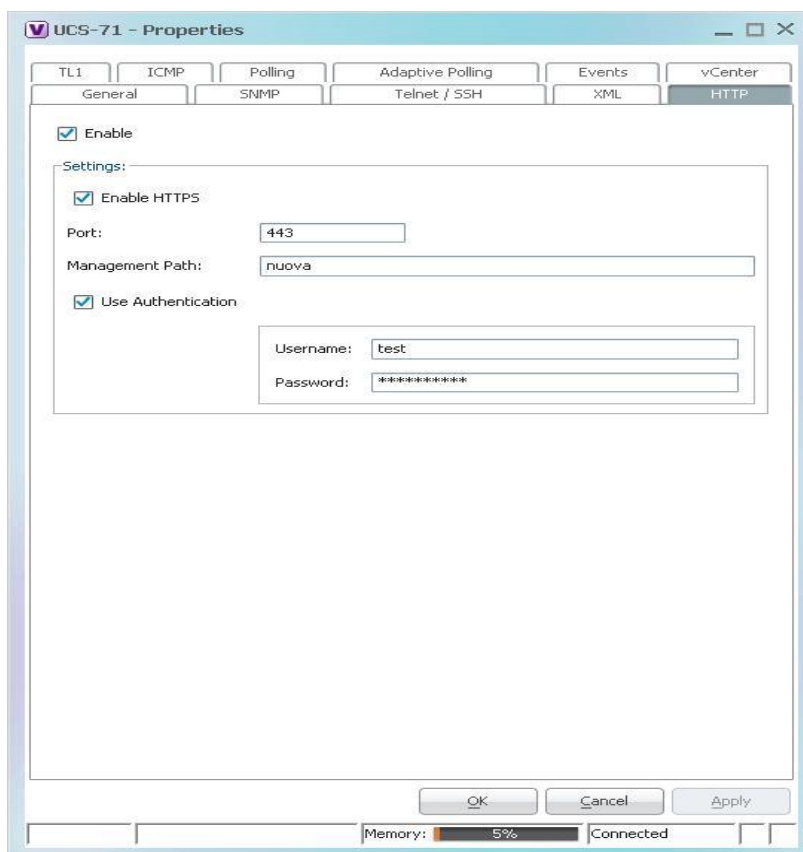 UCS-71 - Properties
TL1 ICMP Polling Adaptive Polling Events vCenter
General SNMP Telnet / SSH XML HTTP
Enable
Settings:
Enable HTTPS
Port: 443
Management Path: nuova
Use Authentication
Username: test
Password: **********
OK Cancel Apply
Memory: 5% Connected